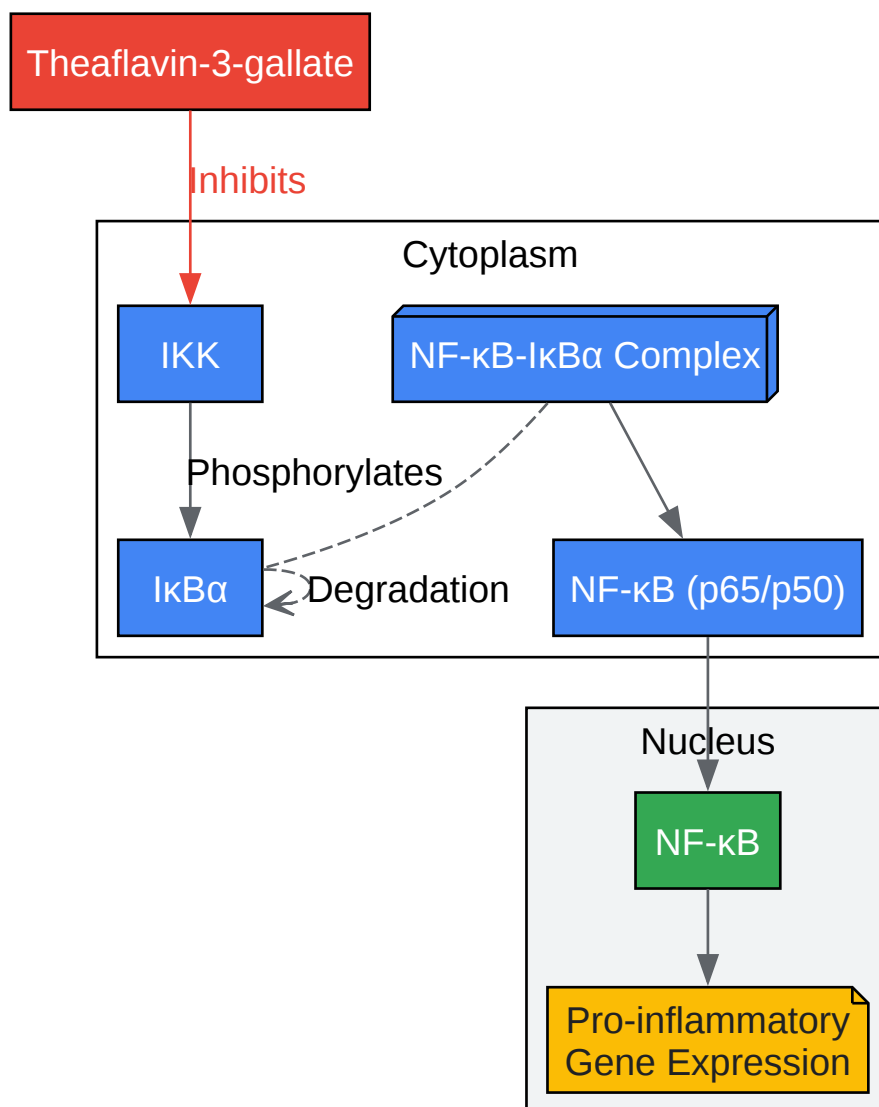 Theaflavin-3-gallate
Inhibits
Cytoplasm
IKK
NF-κB-IκBα Complex
Phosphorylates
IκBα
Degradation
NF-κB (p65/p50)
Nucleus
NF-κB
Pro-inflammatory
Gene Expression